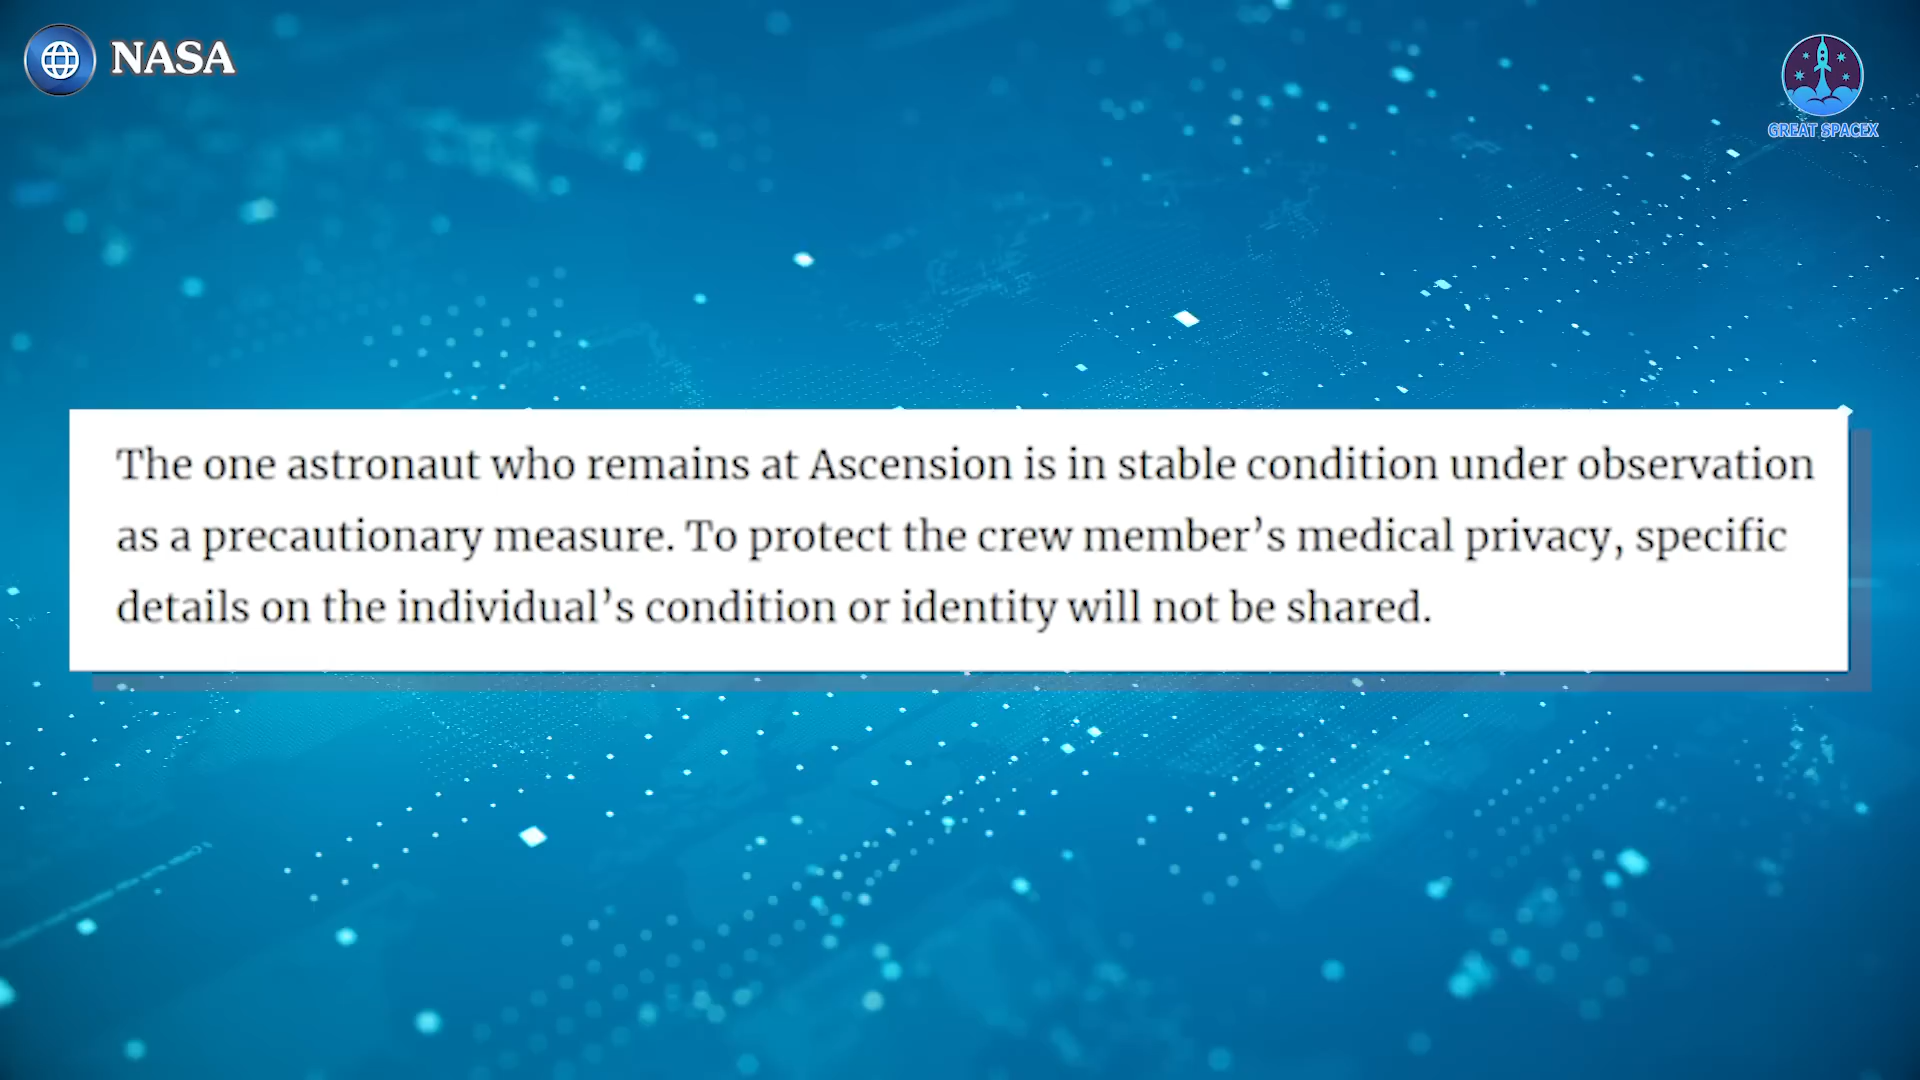 NASA
GREAT SPACEX
The one astronaut who remains at Ascension is in stable condition under observation
as a precautionary measure. To protect the crew member’s medical privacy, specific
details on the individual’s condition or identity will not be shared.